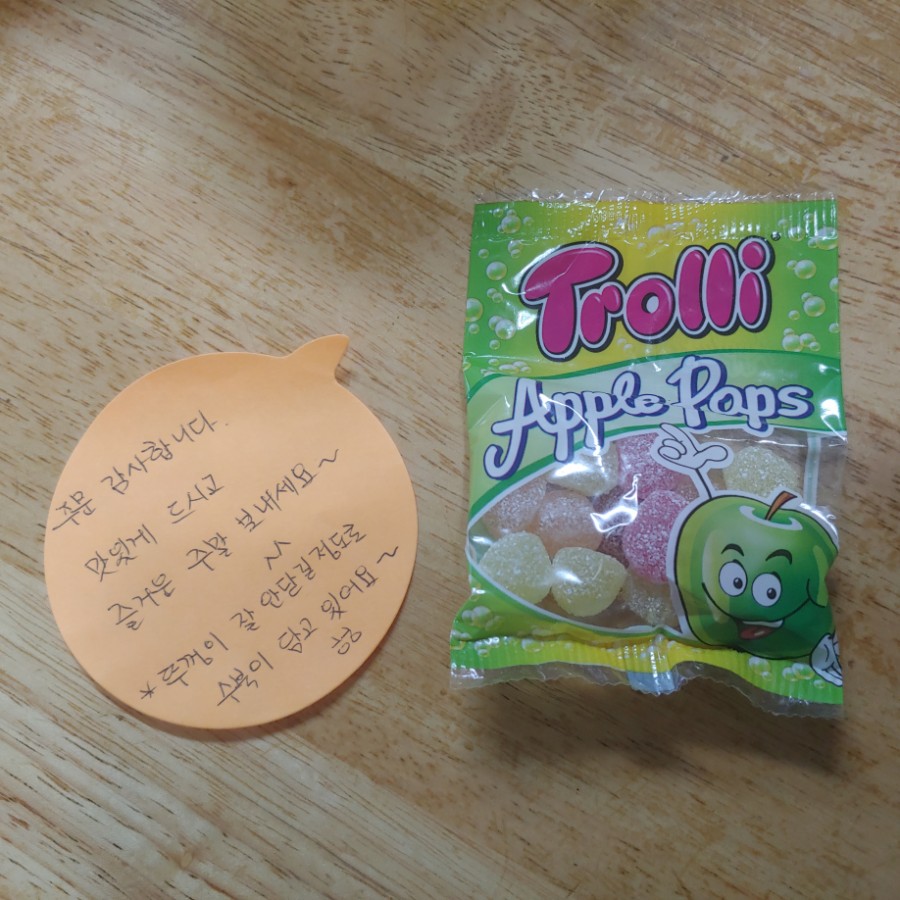 주문 감사합니다.
맛있게 드시고
즐거운 주말 보내세요~
^^
*뚜껑이 잘 안닫길정도로
수북이 담고 있어요~
ㅎㅎ
Trolli
Apple Pops